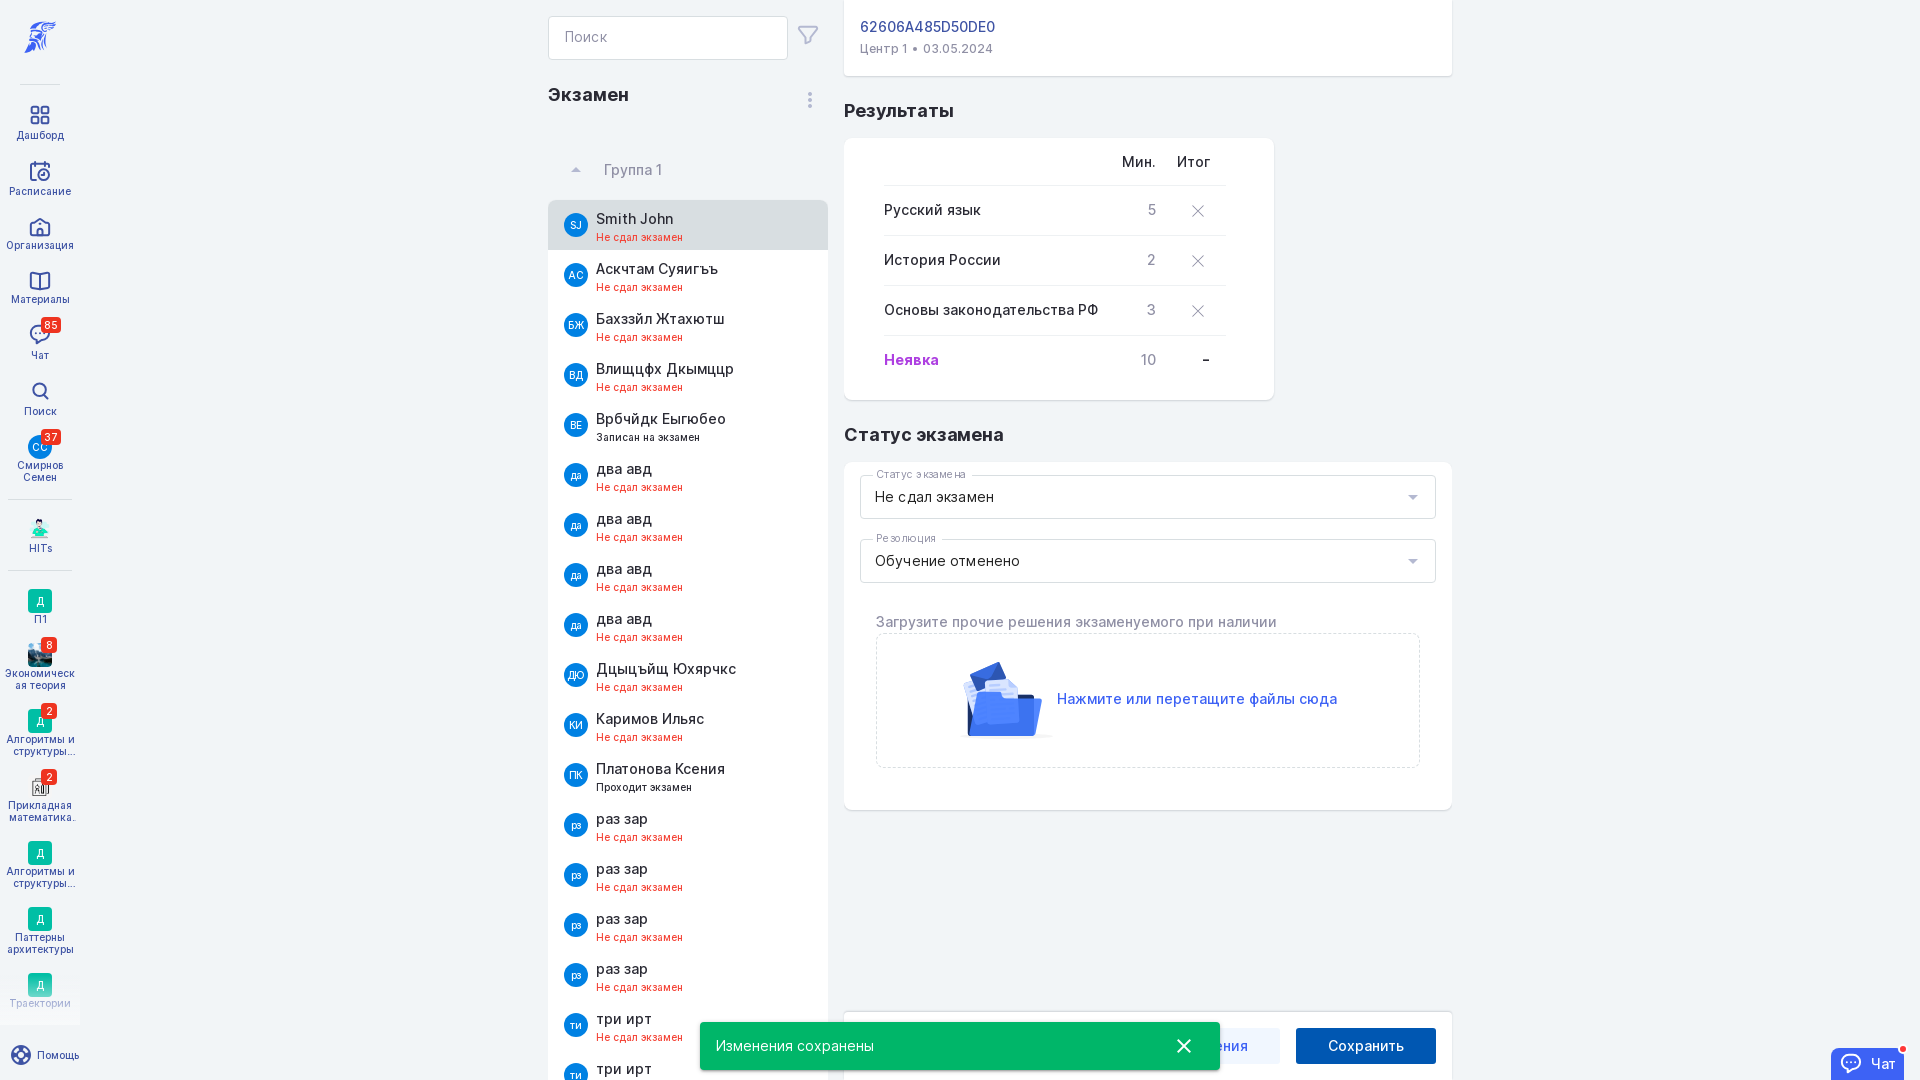 Дашборд
Расписание
Организация
Материалы
85
Чат
Поиск
СС
37
Смирнов
Семен
HITs
Д
П1
8
Экономическ
ая теория
Д
2
Алгоритмы и
структуры...
2
Прикладная
математика.
Д
Алгоритмы и
структуры...
Д
Паттерны
архитектуры
Д
Траектории
Помощь
Поиск
Экзамен
Группа 1
SJ
Smith John
Не сдал экзамен
АС
Аскчтам Суяигъъ
Не сдал экзамен
БЖ
Бахззйл Жтахютш
Не сдал экзамен
ВД
Влищцфх Дкымццр
Не сдал экзамен
ВЕ
Врбчйдк Еыгюбео
Записан на экзамен
да
два авд
Не сдал экзамен
да
два авд
Не сдал экзамен
да
два авд
Не сдал экзамен
да
два авд
Не сдал экзамен
ДЮ
Дцыцъйщ Юхярчкс
Не сдал экзамен
КИ
Каримов Ильяс
Не сдал экзамен
ПК
Платонова Ксения
Проходит экзамен
рз
раз зар
Не сдал экзамен
рз
раз зар
Не сдал экзамен
рз
раз зар
Не сдал экзамен
рз
раз зар
Не сдал экзамен
ти
три ирт
Не сдал экзамен
ти
три ирт
62606A485D50DE0
Центр 1 • 03.05.2024
Результаты
Мин. Итог
Русский язык 5
История России 2
Основы законодательства РФ 3
Неявка 10 –
Статус экзамена
Статус экзамена
Не сдал экзамен
Резолюция
Обучение отменено
Загрузите прочие решения экзаменуемого при наличии
Нажмите или перетащите файлы сюда
Изменения сохранены
ения
Сохранить
Чат